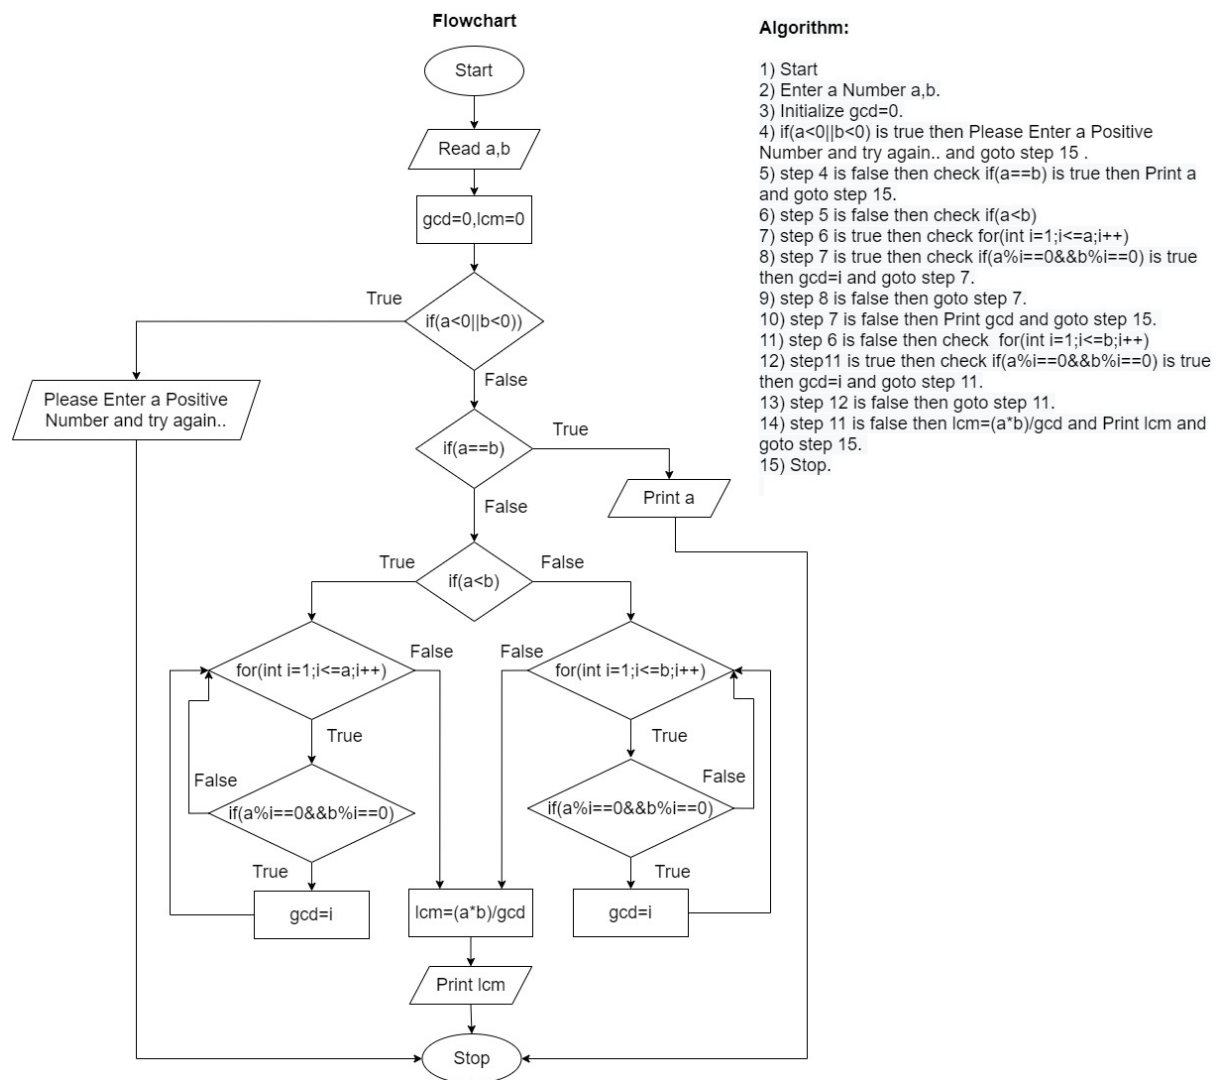 Flowchart
Start
Read a,b
gcd=0,lcm=0
True
if(a<0||b<0))
False
Please Enter a Positive
Number and try again..
if(a==b)
True
Print a
False
True
if(a<b)
False
for(int i=1;i<=a;i++)
False
False
for(int i=1;i<=b;i++)
True
True
False
if(a%i==0&&b%i==0)
False
if(a%i==0&&b%i==0)
True
True
gcd=i
lcm=(a*b)/gcd
gcd=i
Print lcm
Stop
Algorithm:
1) Start
2) Enter a Number a,b.
3) Initialize gcd=0.
4) if(a<0||b<0) is true then Please Enter a Positive
Number and try again.. and goto step 15 .
5) step 4 is false then check if(a==b) is true then Print a
and goto step 15.
6) step 5 is false then check if(a<b)
7) step 6 is true then check for(int i=1;i<=a;i++)
8) step 7 is true then check if(a%i==0&&b%i==0) is true
then gcd=i and goto step 7.
9) step 8 is false then goto step 7.
10) step 7 is false then Print gcd and goto step 15.
11) step 6 is false then check  for(int i=1;i<=b;i++)
12) step11 is true then check if(a%i==0&&b%i==0) is true
then gcd=i and goto step 11.
13) step 12 is false then goto step 11.
14) step 11 is false then lcm=(a*b)/gcd and Print lcm and
goto step 15.
15) Stop.